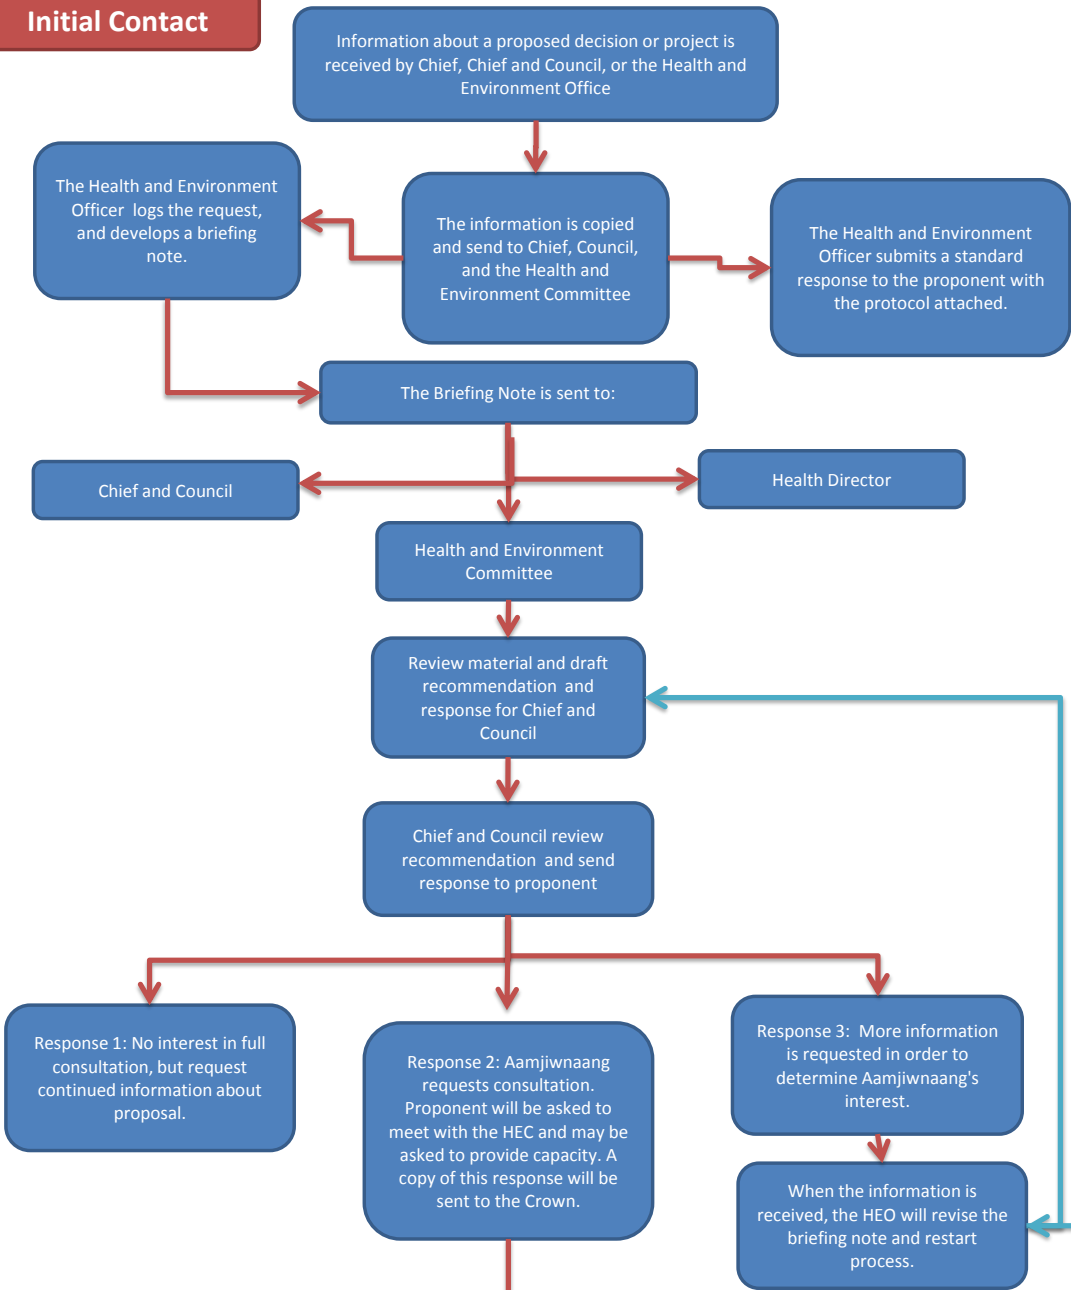 Initial Contact
Information about a proposed decision or project is
received by Chief, Chief and Council, or the Health and
Environment Office
The Health and Environment
Officer logs the request,
and develops a briefing
note.
The information is copied
and send to Chief, Council,
and the Health and
Environment Committee
The Health and Environment
Officer submits a standard
response to the proponent with
the protocol attached.
The Briefing Note is sent to:
Chief and Council
Health Director
Health and Environment
Committee
Review material and draft
recommendation and
response for Chief and
Council
Chief and Council review
recommendation and send
response to proponent
Response 1: No interest in full
consultation, but request
continued information about
proposal.
Response 2: Aamjiwnaang
requests consultation.
Proponent will be asked to
meet with the HEC and may be
asked to provide capacity. A
copy of this response will be
sent to the Crown.
Response 3: More information
is requested in order to
determine Aamjiwnaang's
interest.
When the information is
received, the HEO will revise the
briefing note and restart
process.